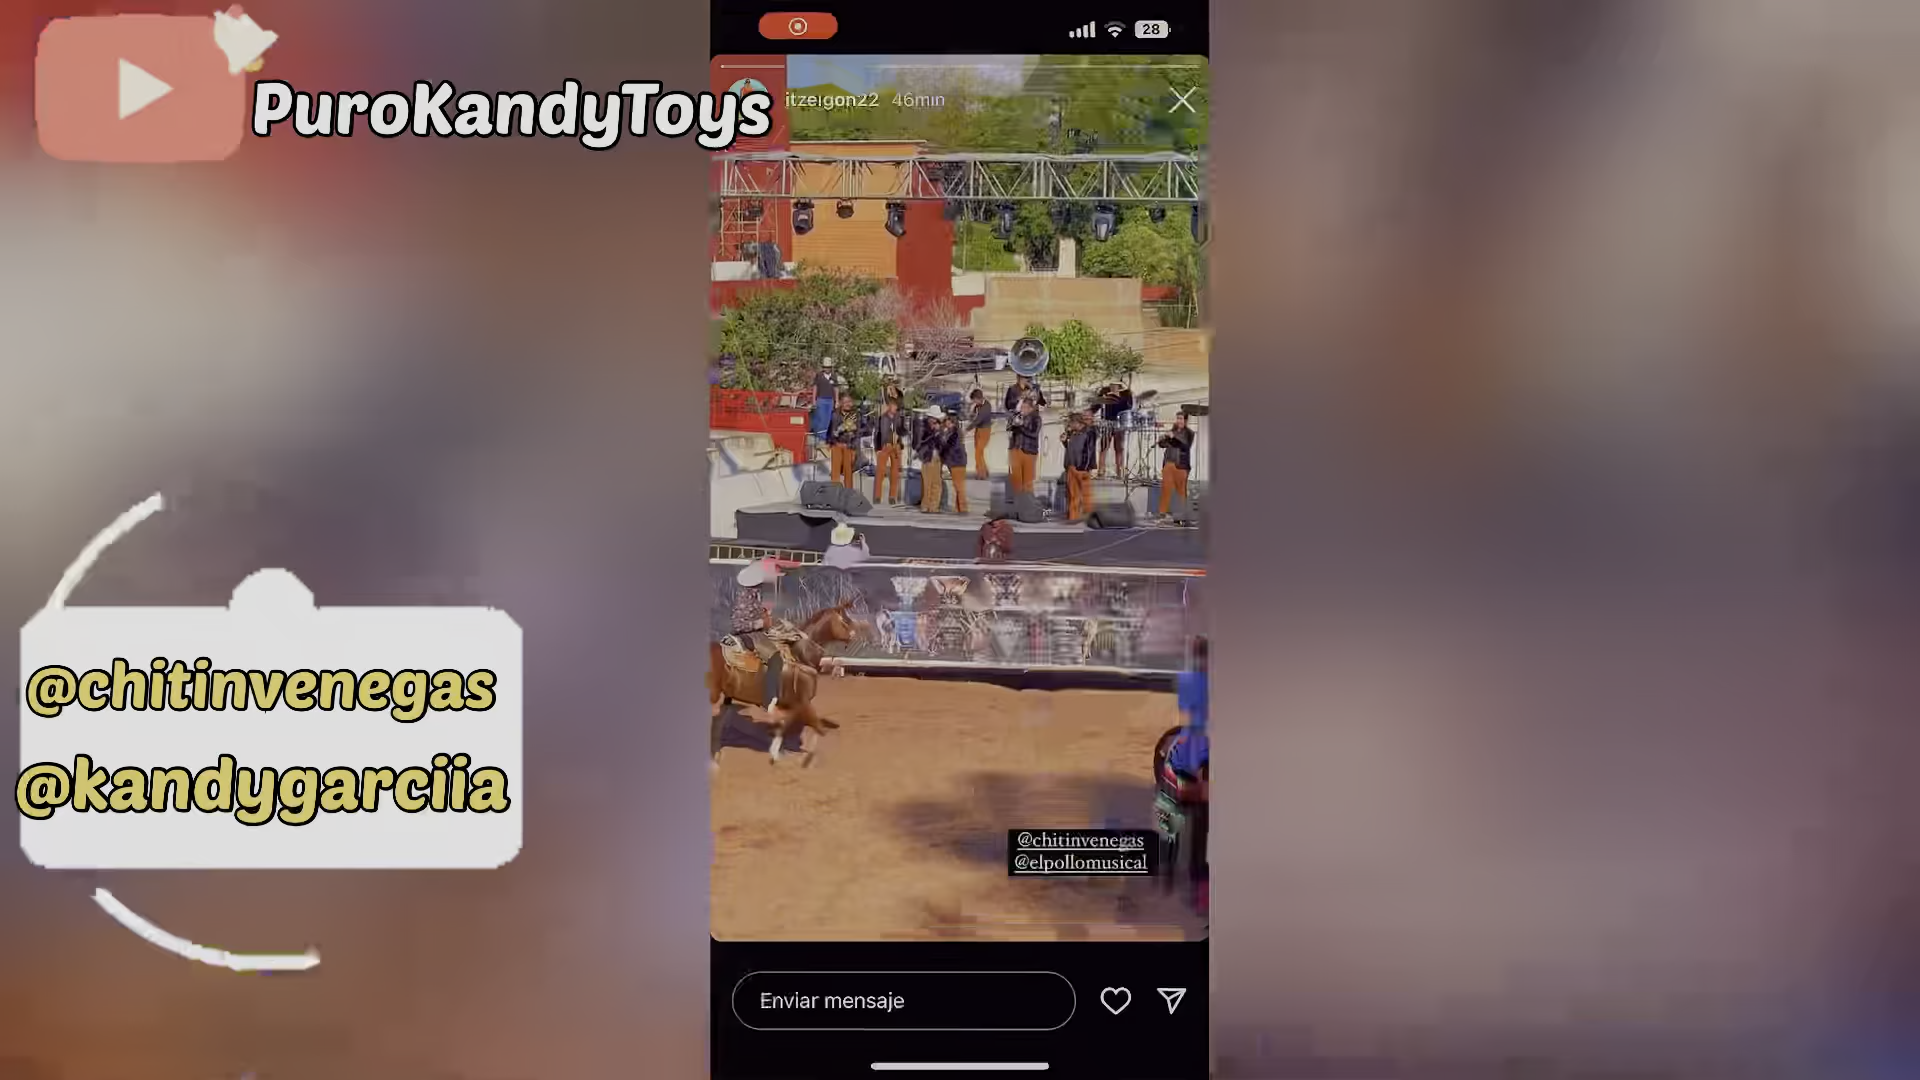 PuroKandyToys
28
itzelgon22 46min
@chitinvenegas
@kandygarciia
@chitinvenegas
@elpollomusical
Enviar mensaje